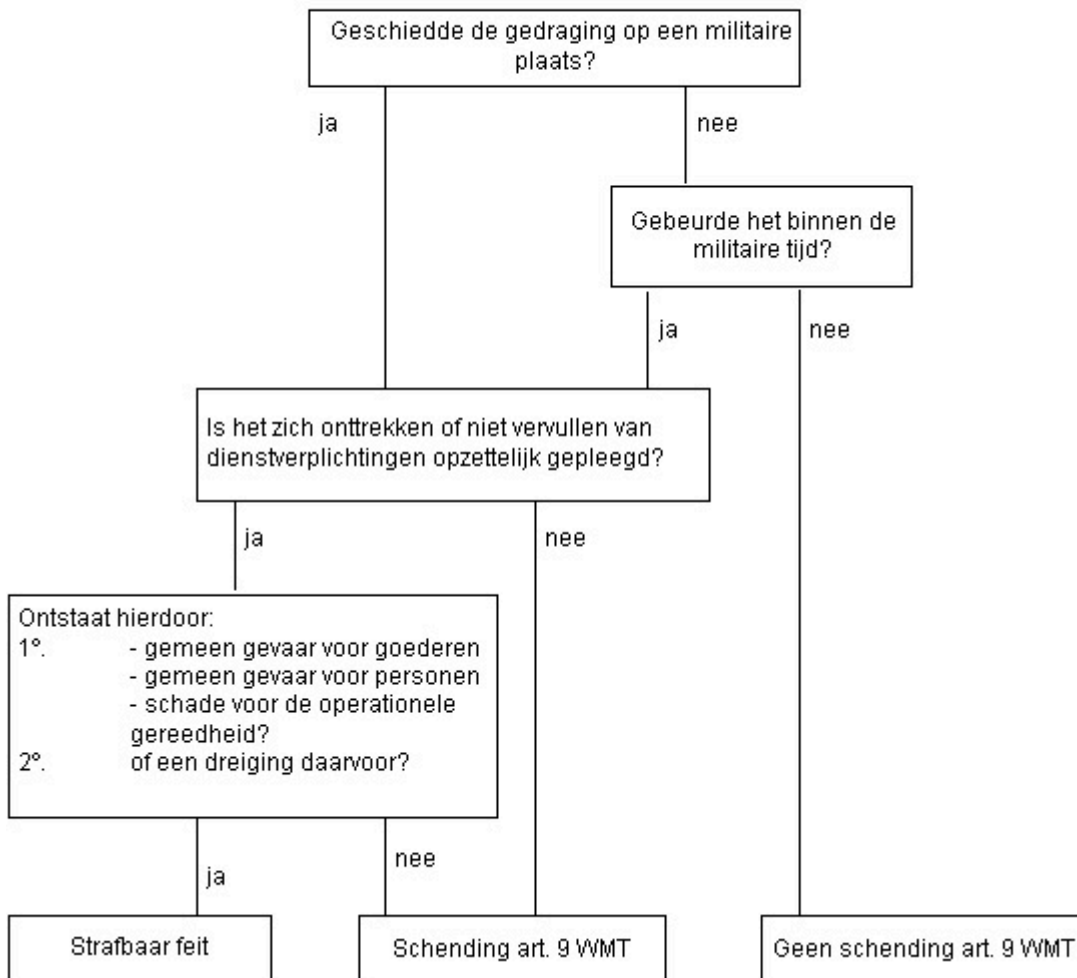 Geschiedde de gedraging op een militaire
plaats?
ja
nee
Gebeurde het binnen de
militaire tijd?
ja
nee
Is het zich onttrekken of niet vervullen van
dienstverplichtingen opzettelijk gepleegd?
ja
nee
Ontstaat hierdoor:
1º. - gemeen gevaar voor goederen
- gemeen gevaar voor personen
- schade voor de operationele
gereedheid?
2º. of een dreiging daarvoor?
ja
nee
Strafbaar feit
Schending art. 9 WMT
Geen schending art. 9 WMT